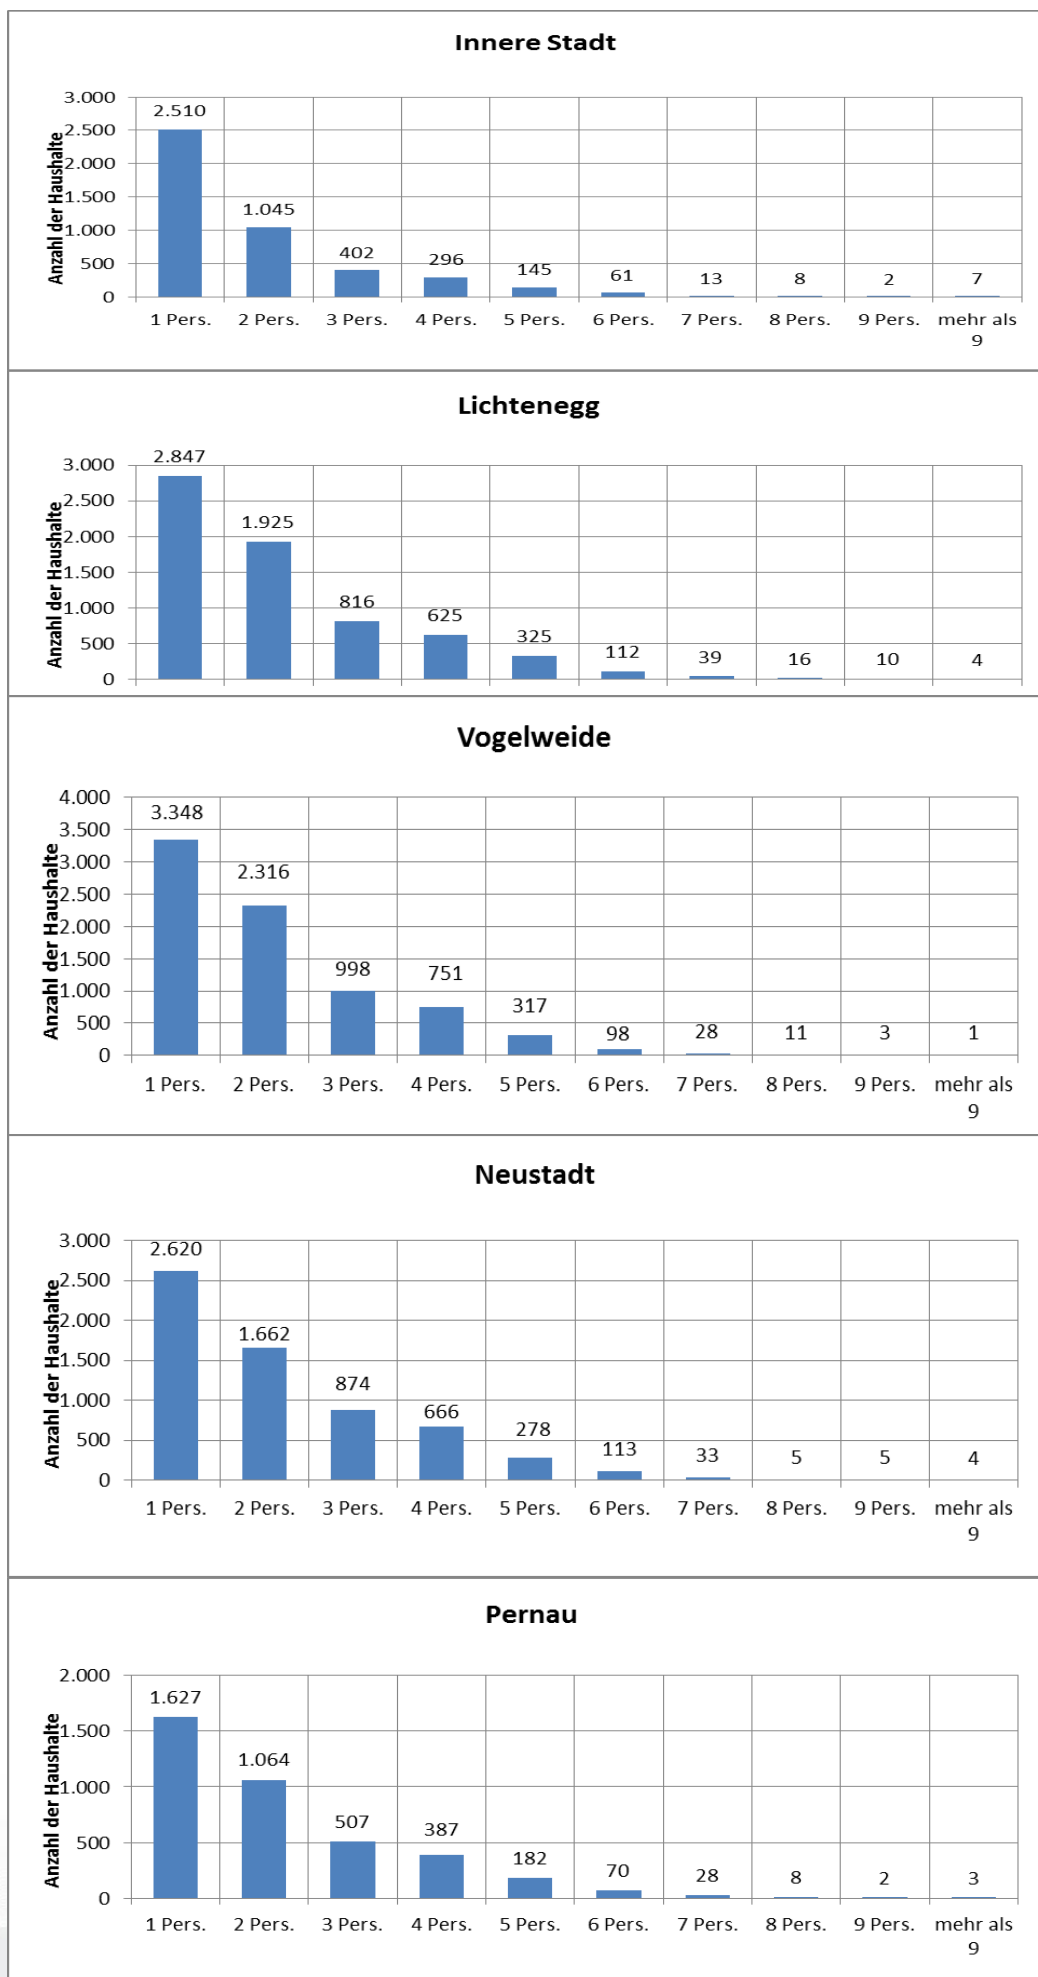 Innere Stadt
Anzahl der Haushalte
3.000
2.500
2.000
1.500
1.000
500
0
2.510
1.045
402
296
145
61
13
8
2
7
1 Pers.
2 Pers.
3 Pers.
4 Pers.
5 Pers.
6 Pers.
7 Pers.
8 Pers.
9 Pers.
mehr als
9
Lichtenegg
Anzahl der Haushalte
3.000
2.500
2.000
1.500
1.000
500
0
2.847
1.925
816
625
325
112
39
16
10
4
Vogelweide
Anzahl der Haushalte
4.000
3.500
3.000
2.500
2.000
1.500
1.000
500
0
3.348
2.316
998
751
317
98
28
11
3
1
1 Pers.
2 Pers.
3 Pers.
4 Pers.
5 Pers.
6 Pers.
7 Pers.
8 Pers.
9 Pers.
mehr als
9
Neustadt
Anzahl der Haushalte
3.000
2.500
2.000
1.500
1.000
500
0
2.620
1.662
874
666
278
113
33
5
5
4
1 Pers.
2 Pers.
3 Pers.
4 Pers.
5 Pers.
6 Pers.
7 Pers.
8 Pers.
9 Pers.
mehr als
9
Pernau
Anzahl der Haushalte
2.000
1.500
1.000
500
0
1.627
1.064
507
387
182
70
28
8
2
3
1 Pers.
2 Pers.
3 Pers.
4 Pers.
5 Pers.
6 Pers.
7 Pers.
8 Pers.
9 Pers.
mehr als
9